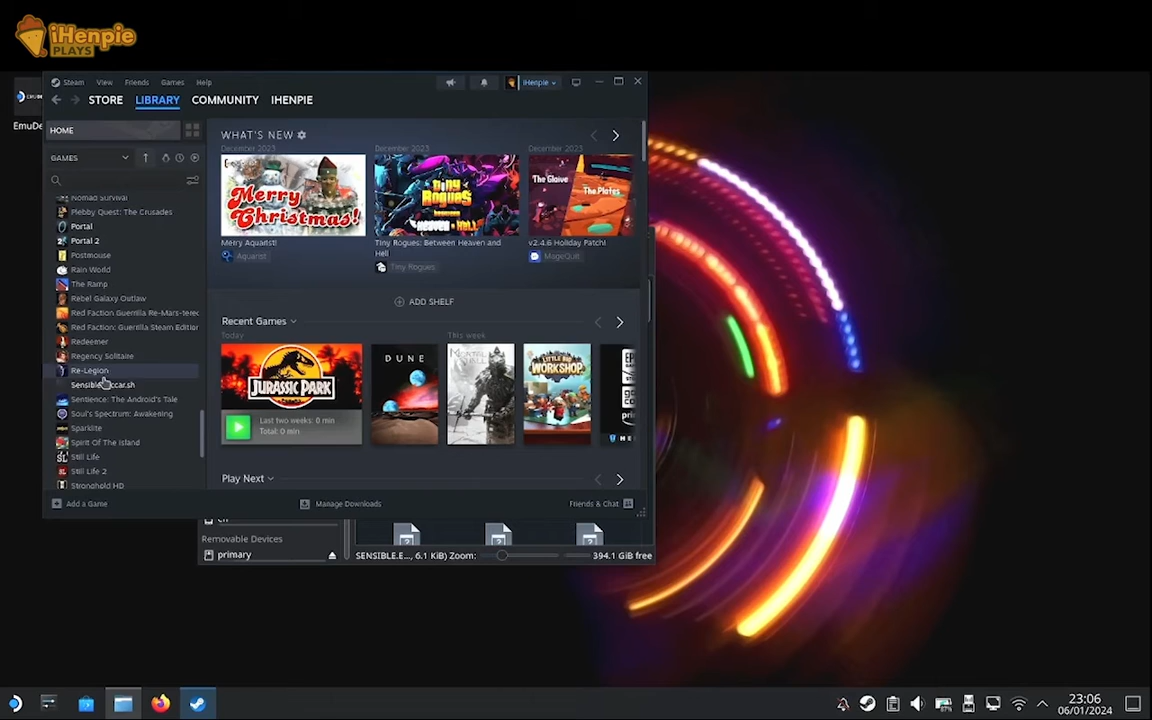 iHenpie
PLAYS
Steam View Friends Games Help
iHenpie
STORE LIBRARY COMMUNITY IHENPIE
HOME
GAMES
Nomad Survival
Plebby Quest: The Crusades
Portal
Portal 2
Postmouse
Rain World
The Ramp
Rebel Galaxy Outlaw
Red Faction Guerrilla Re-Mars-tered
Red Faction: Guerrilla Steam Edition
Redeemer
Regency Solitaire
Re-Legion
Sentience: The Android's Tale
Soul's Spectrum: Awakening
Sparklite
Spirit Of The Island
Still Life
Still Life 2
Stronghold HD
Add a Game
WHAT'S NEW
December 2023 December 2023 December 2023
Merry
Christmas!
Tiny
Rogues
HEAVEN HELL
The Glaive
The Plates
Merry Aquarist!
Aquarist
Tiny Rogues: Between Heaven and
Hell
Tiny Rogues
v2.4.6 Holiday Patch!
MageQuit
ADD SHELF
Recent Games
Today This week
JURASSIC PARK
DUNE
LITTLE BIG
WORKSHOP
Last two weeks: 0 min
Total: 0 min
Play Next
Manage Downloads
Friends & Chat
Removable Devices
primary
SENSIBLE.E..., 6.1 KiB) Zoom: 394.1 GiB free
23:06
06/01/2024